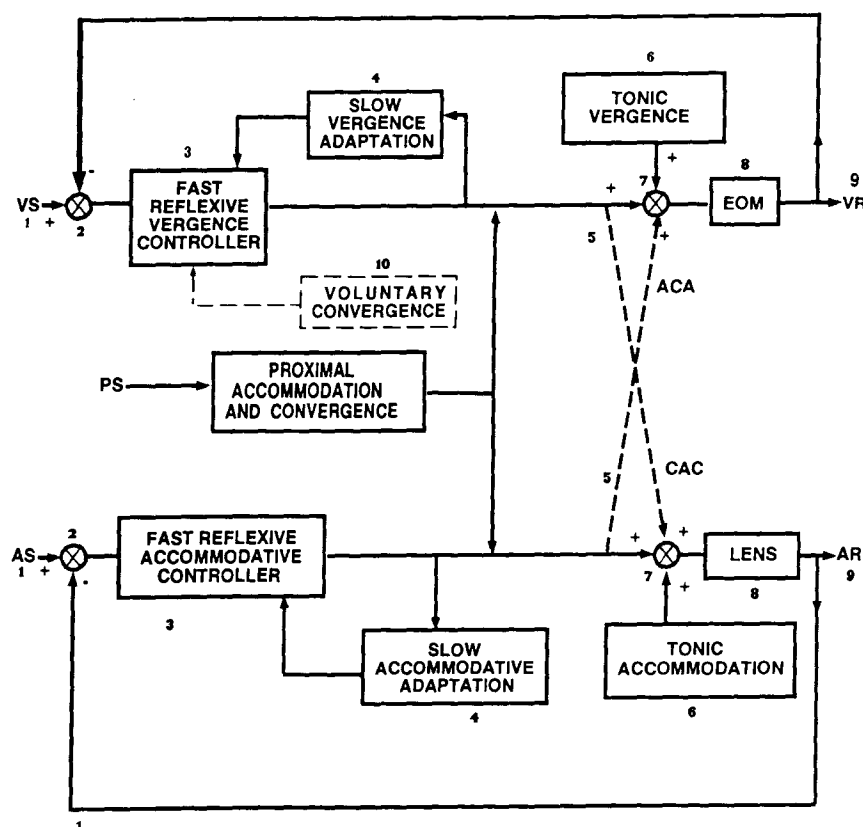 4
SLOW
VERGENCE
ADAPTATION
6
TONIC
VERGENCE
3
FAST
REFLEXIVE
VERGENCE
CONTROLLER
-
VS
1 +
2
+
7
+
+
8
EOM
9
VR
5
10
VOLUNTARY
CONVERGENCE
ACA
PS
PROXIMAL
ACCOMMODATION
AND CONVERGENCE
CAC
5
2
AS
1 +
-
FAST REFLEXIVE
ACCOMMODATIVE
CONTROLLER
3
+
+
7
+
LENS
8
AR
9
SLOW
ACCOMMODATIVE
ADAPTATION
4
TONIC
ACCOMMODATION
6
1